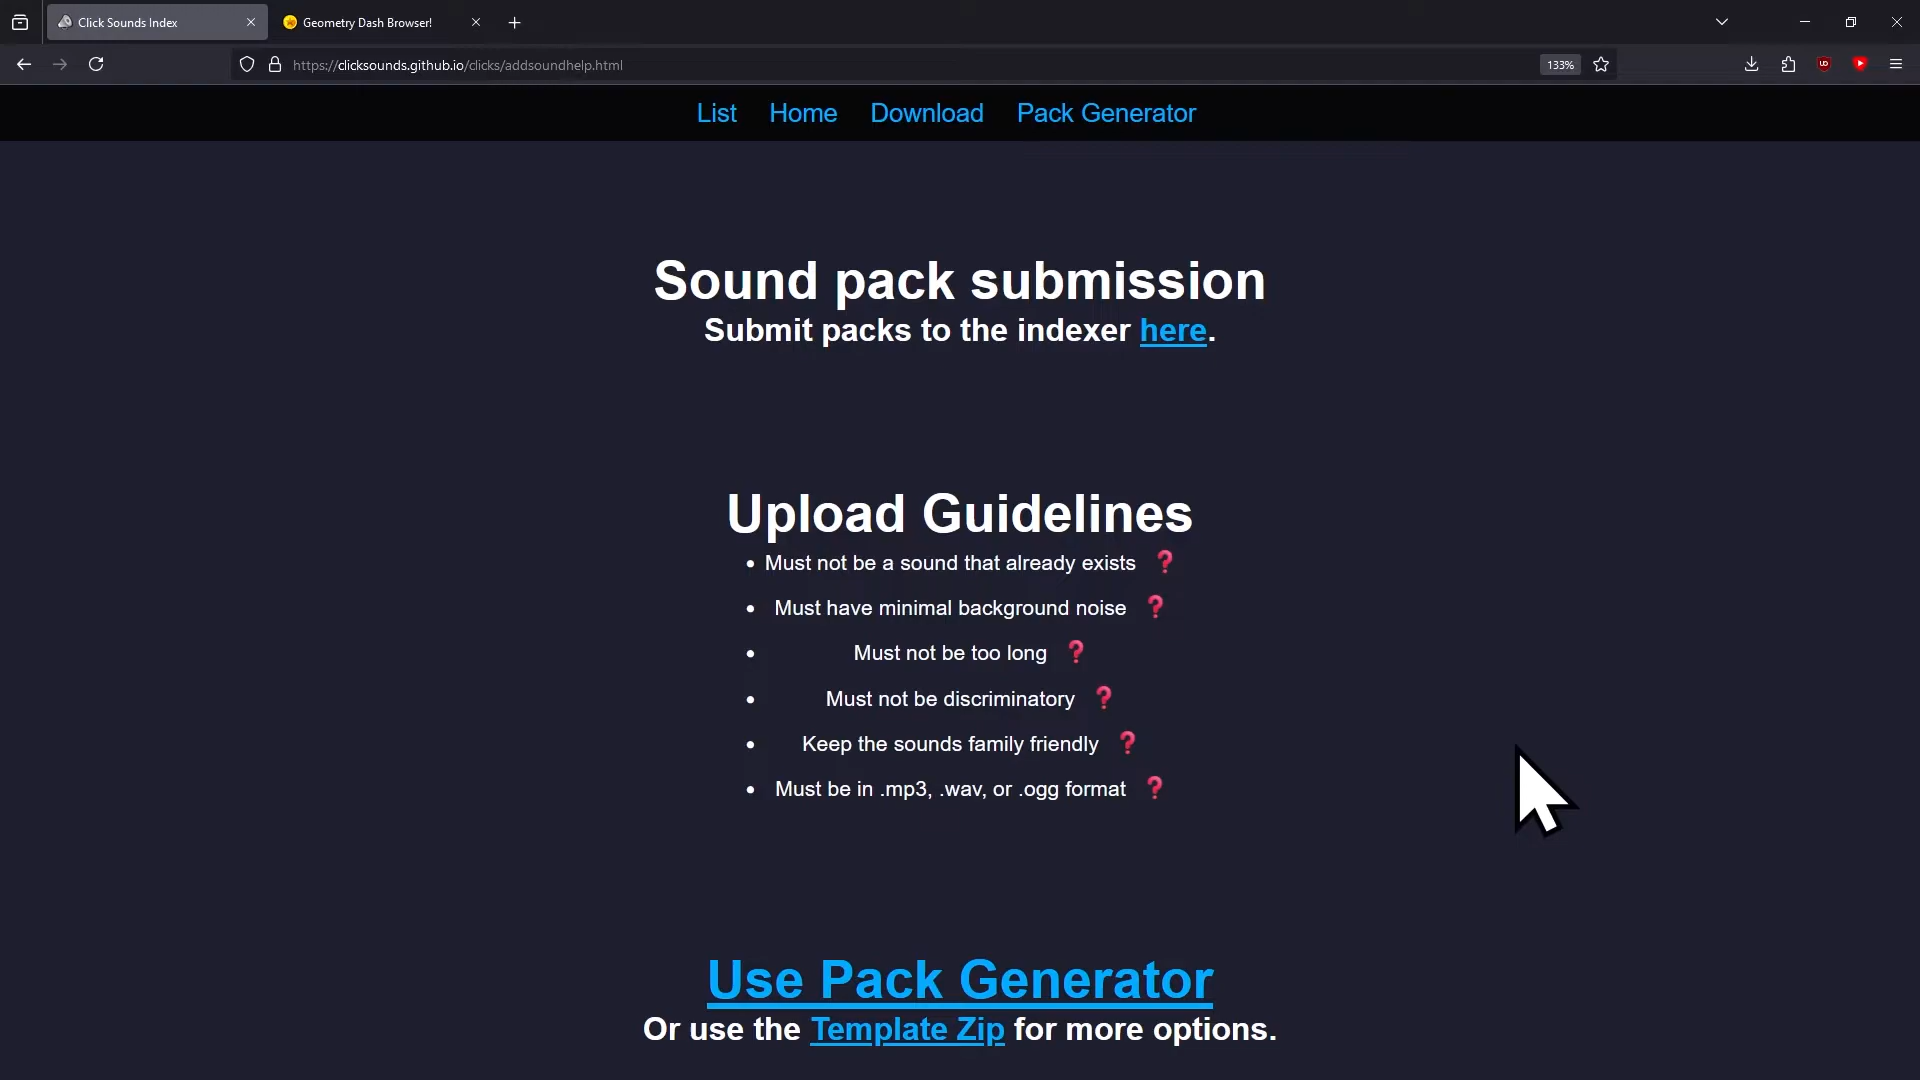 Click Sounds Index
Geometry Dash Browser!
https://clicksounds.github.io/clicks/addsoundhelp.html
133%
List Home Download Pack Generator
Sound pack submission
Submit packs to the indexer here.
Upload Guidelines
• Must not be a sound that already exists ❓
• Must have minimal background noise ❓
• Must not be too long ❓
• Must not be discriminatory ❓
• Keep the sounds family friendly ❓
• Must be in .mp3, .wav, or .ogg format ❓
Use Pack Generator
Or use the Template Zip for more options.